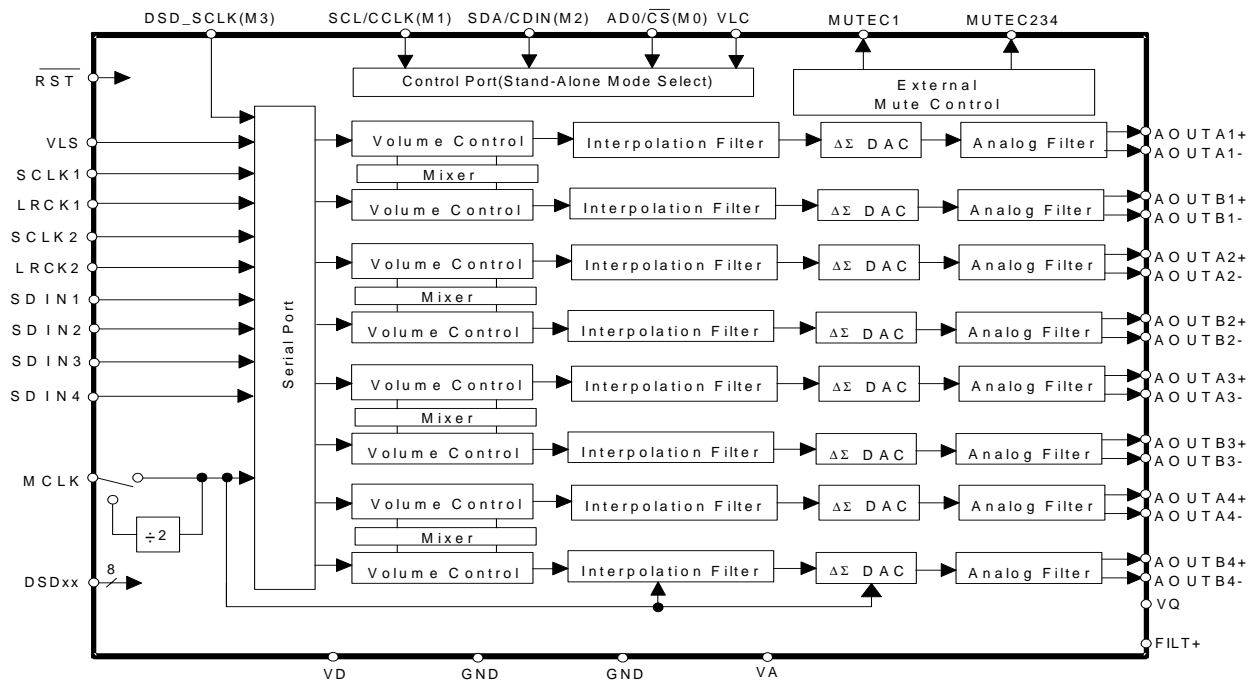 DSD_SCLK(M3) SCL/CCLK(M1) SDA/CDIN(M2) AD0/CS(M0) VLC MUTEC1 MUTEC234
RST
Control Port(Stand-Alone Mode Select)
External
Mute Control
VLS
SCLK1
LRCK1
SCLK2
LRCK2
SDIN1
SDIN2
SDIN3
SDIN4
MCLK
÷2
DSDxx
8
Serial Port
Volume Control Interpolation Filter ΔΣ DAC Analog Filter AOUTA1+
AOUTA1-
Mixer
Volume Control Interpolation Filter ΔΣ DAC Analog Filter AOUTB1+
AOUTB1-
Volume Control Interpolation Filter ΔΣ DAC Analog Filter AOUTA2+
AOUTA2-
Mixer
Volume Control Interpolation Filter ΔΣ DAC Analog Filter AOUTB2+
AOUTB2-
Volume Control Interpolation Filter ΔΣ DAC Analog Filter AOUTA3+
AOUTA3-
Mixer
Volume Control Interpolation Filter ΔΣ DAC Analog Filter AOUTB3+
AOUTB3-
Volume Control Interpolation Filter ΔΣ DAC Analog Filter AOUTA4+
AOUTA4-
Mixer
Volume Control Interpolation Filter ΔΣ DAC Analog Filter AOUTB4+
AOUTB4-
VQ
FILT+
VD GND GND VA